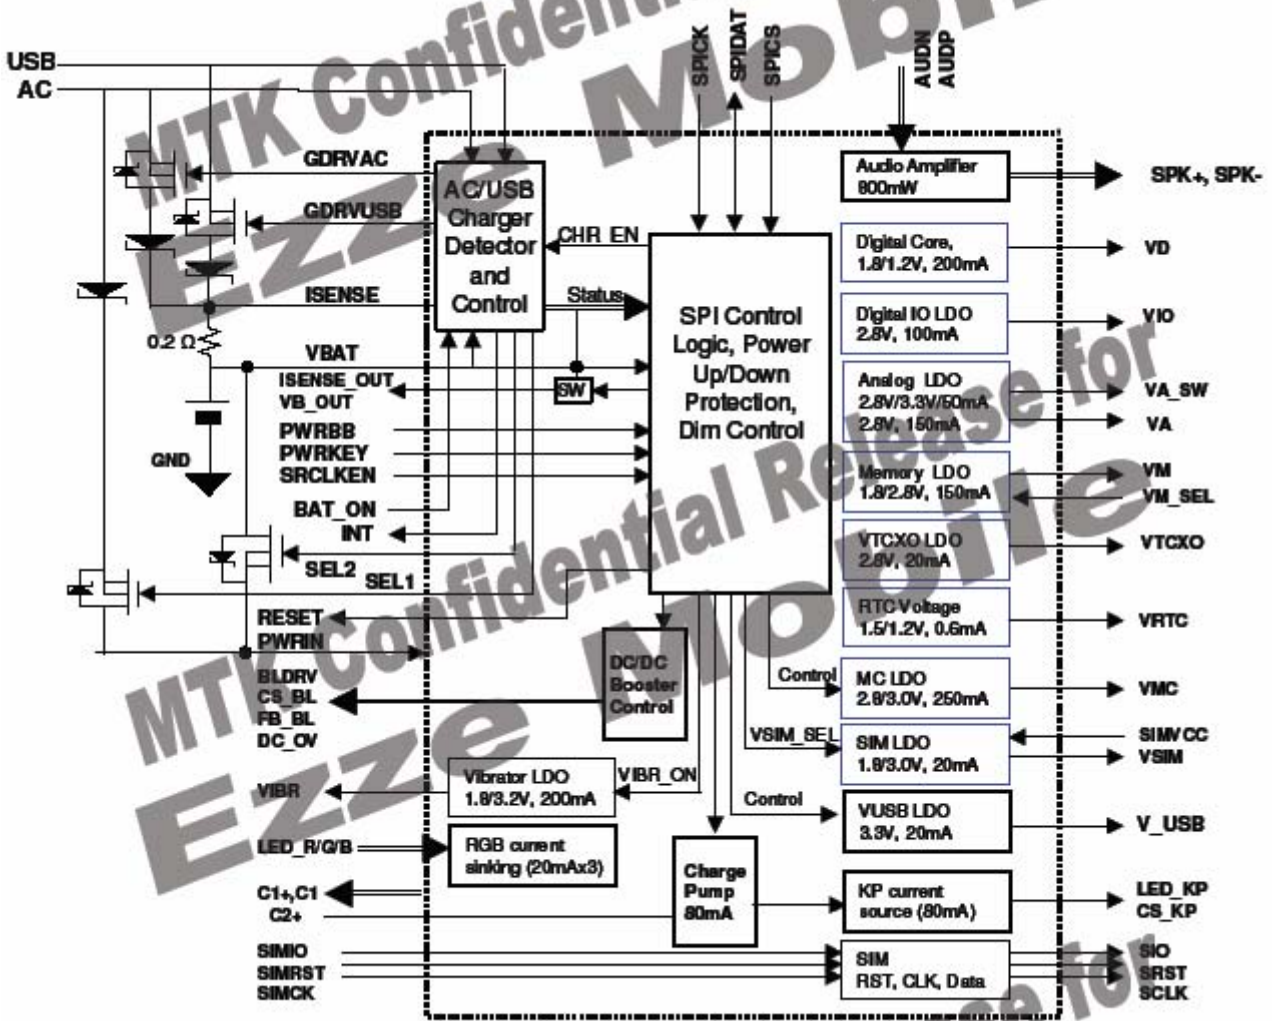 MTK Confidential Release for
Ezze Mobile
USB
AC
SPICK
SPIDAT
SPICS
AUDN
AUDP
GDRVAC
GDRVUSB
ISENSE
0.2 Ω
VBAT
ISENSE_OUT
VB_OUT
PWRBB
PWRKEY
SRCLKEN
GND
BAT_ON
INT
SEL2
SEL1
RESET
PWRIN
BLDRV
CS_BL
FB_BL
DC_OV
VIBR
LED_R/G/B
C1+,C1
C2+
SIMIO
SIMRST
SIMCK
AC/USB
Charger
Detector
and
Control
CHR_EN
Status
SW
SPI Control
Logic, Power
Up/Down
Protection,
Dim Control
DC/DC
Booster
Control
Vibrator LDO
1.8/3.2V, 200mA
VIBR_ON
RGB current
sinking (20mAx3)
Charge
Pump
80mA
Control
VSIM_SEL
Control
Audio Amplifier
800mW
SPK+, SPK-
Digital Core,
1.8/1.2V, 200mA
VD
Digital IO LDO
2.8V, 100mA
VIO
Analog LDO
2.8V/3.3V/50mA
2.8V, 150mA
VA_SW
VA
Memory LDO
1.8/2.8V, 150mA
VM
VM_SEL
VTCXO LDO
2.8V, 20mA
VTCXO
RTC Voltage
1.5/1.2V, 0.6mA
VRTC
MC LDO
2.8/3.0V, 250mA
VMC
SIM LDO
1.8/3.0V, 20mA
SIMVCC
VSIM
VUSB LDO
3.3V, 20mA
V_USB
KP current
source (80mA)
LED_KP
CS_KP
SIM
RST, CLK, Data
SIO
SRST
SCLK
MTK Confidential Release for
Ezze Mobile